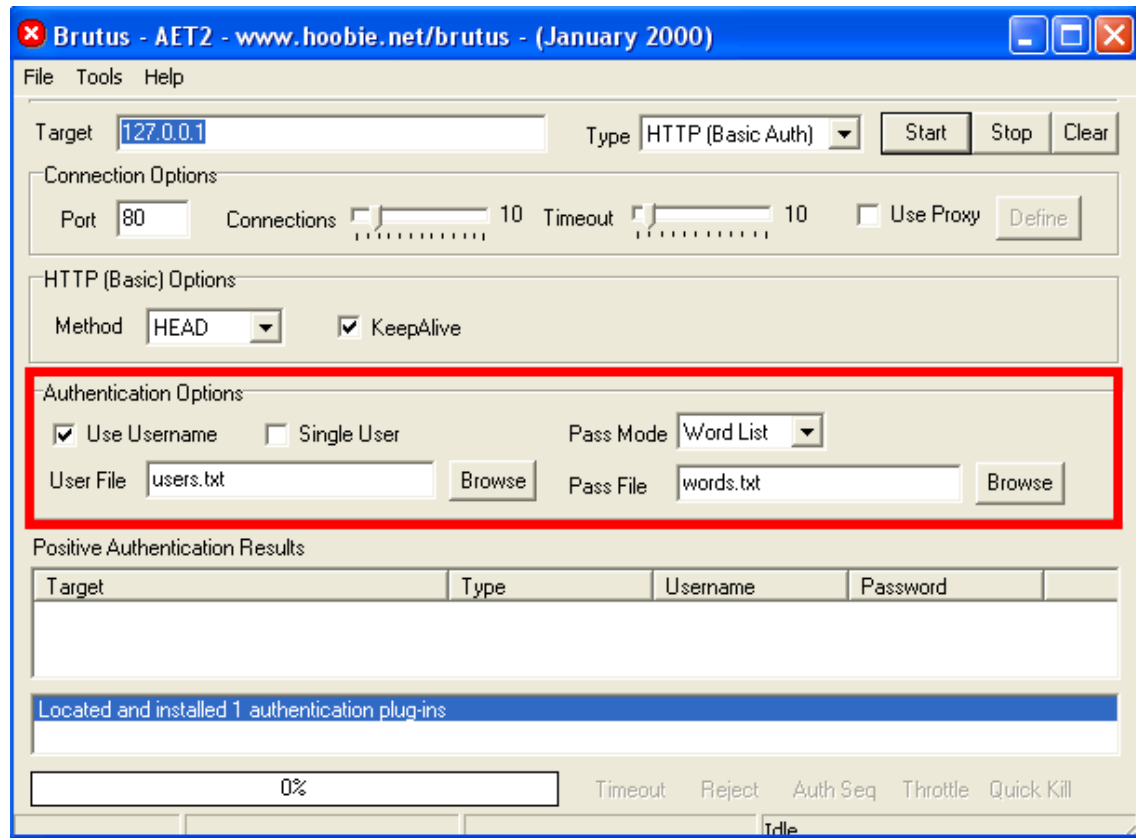 Brutus - AET2 - www.hoobie.net/brutus - (January 2000)
File Tools Help
Target 127.0.0.1 Type HTTP (Basic Auth) Start Stop Clear
Connection Options
Port 80 Connections 10 Timeout 10 Use Proxy Define
HTTP (Basic) Options
Method HEAD KeepAlive
Authentication Options
Use Username Single User Pass Mode Word List
User File users.txt Browse Pass File words.txt Browse
Positive Authentication Results
Target Type Username Password
Located and installed 1 authentication plug-ins
0% Timeout Reject Auth Seq Throttle Quick Kill
Idle